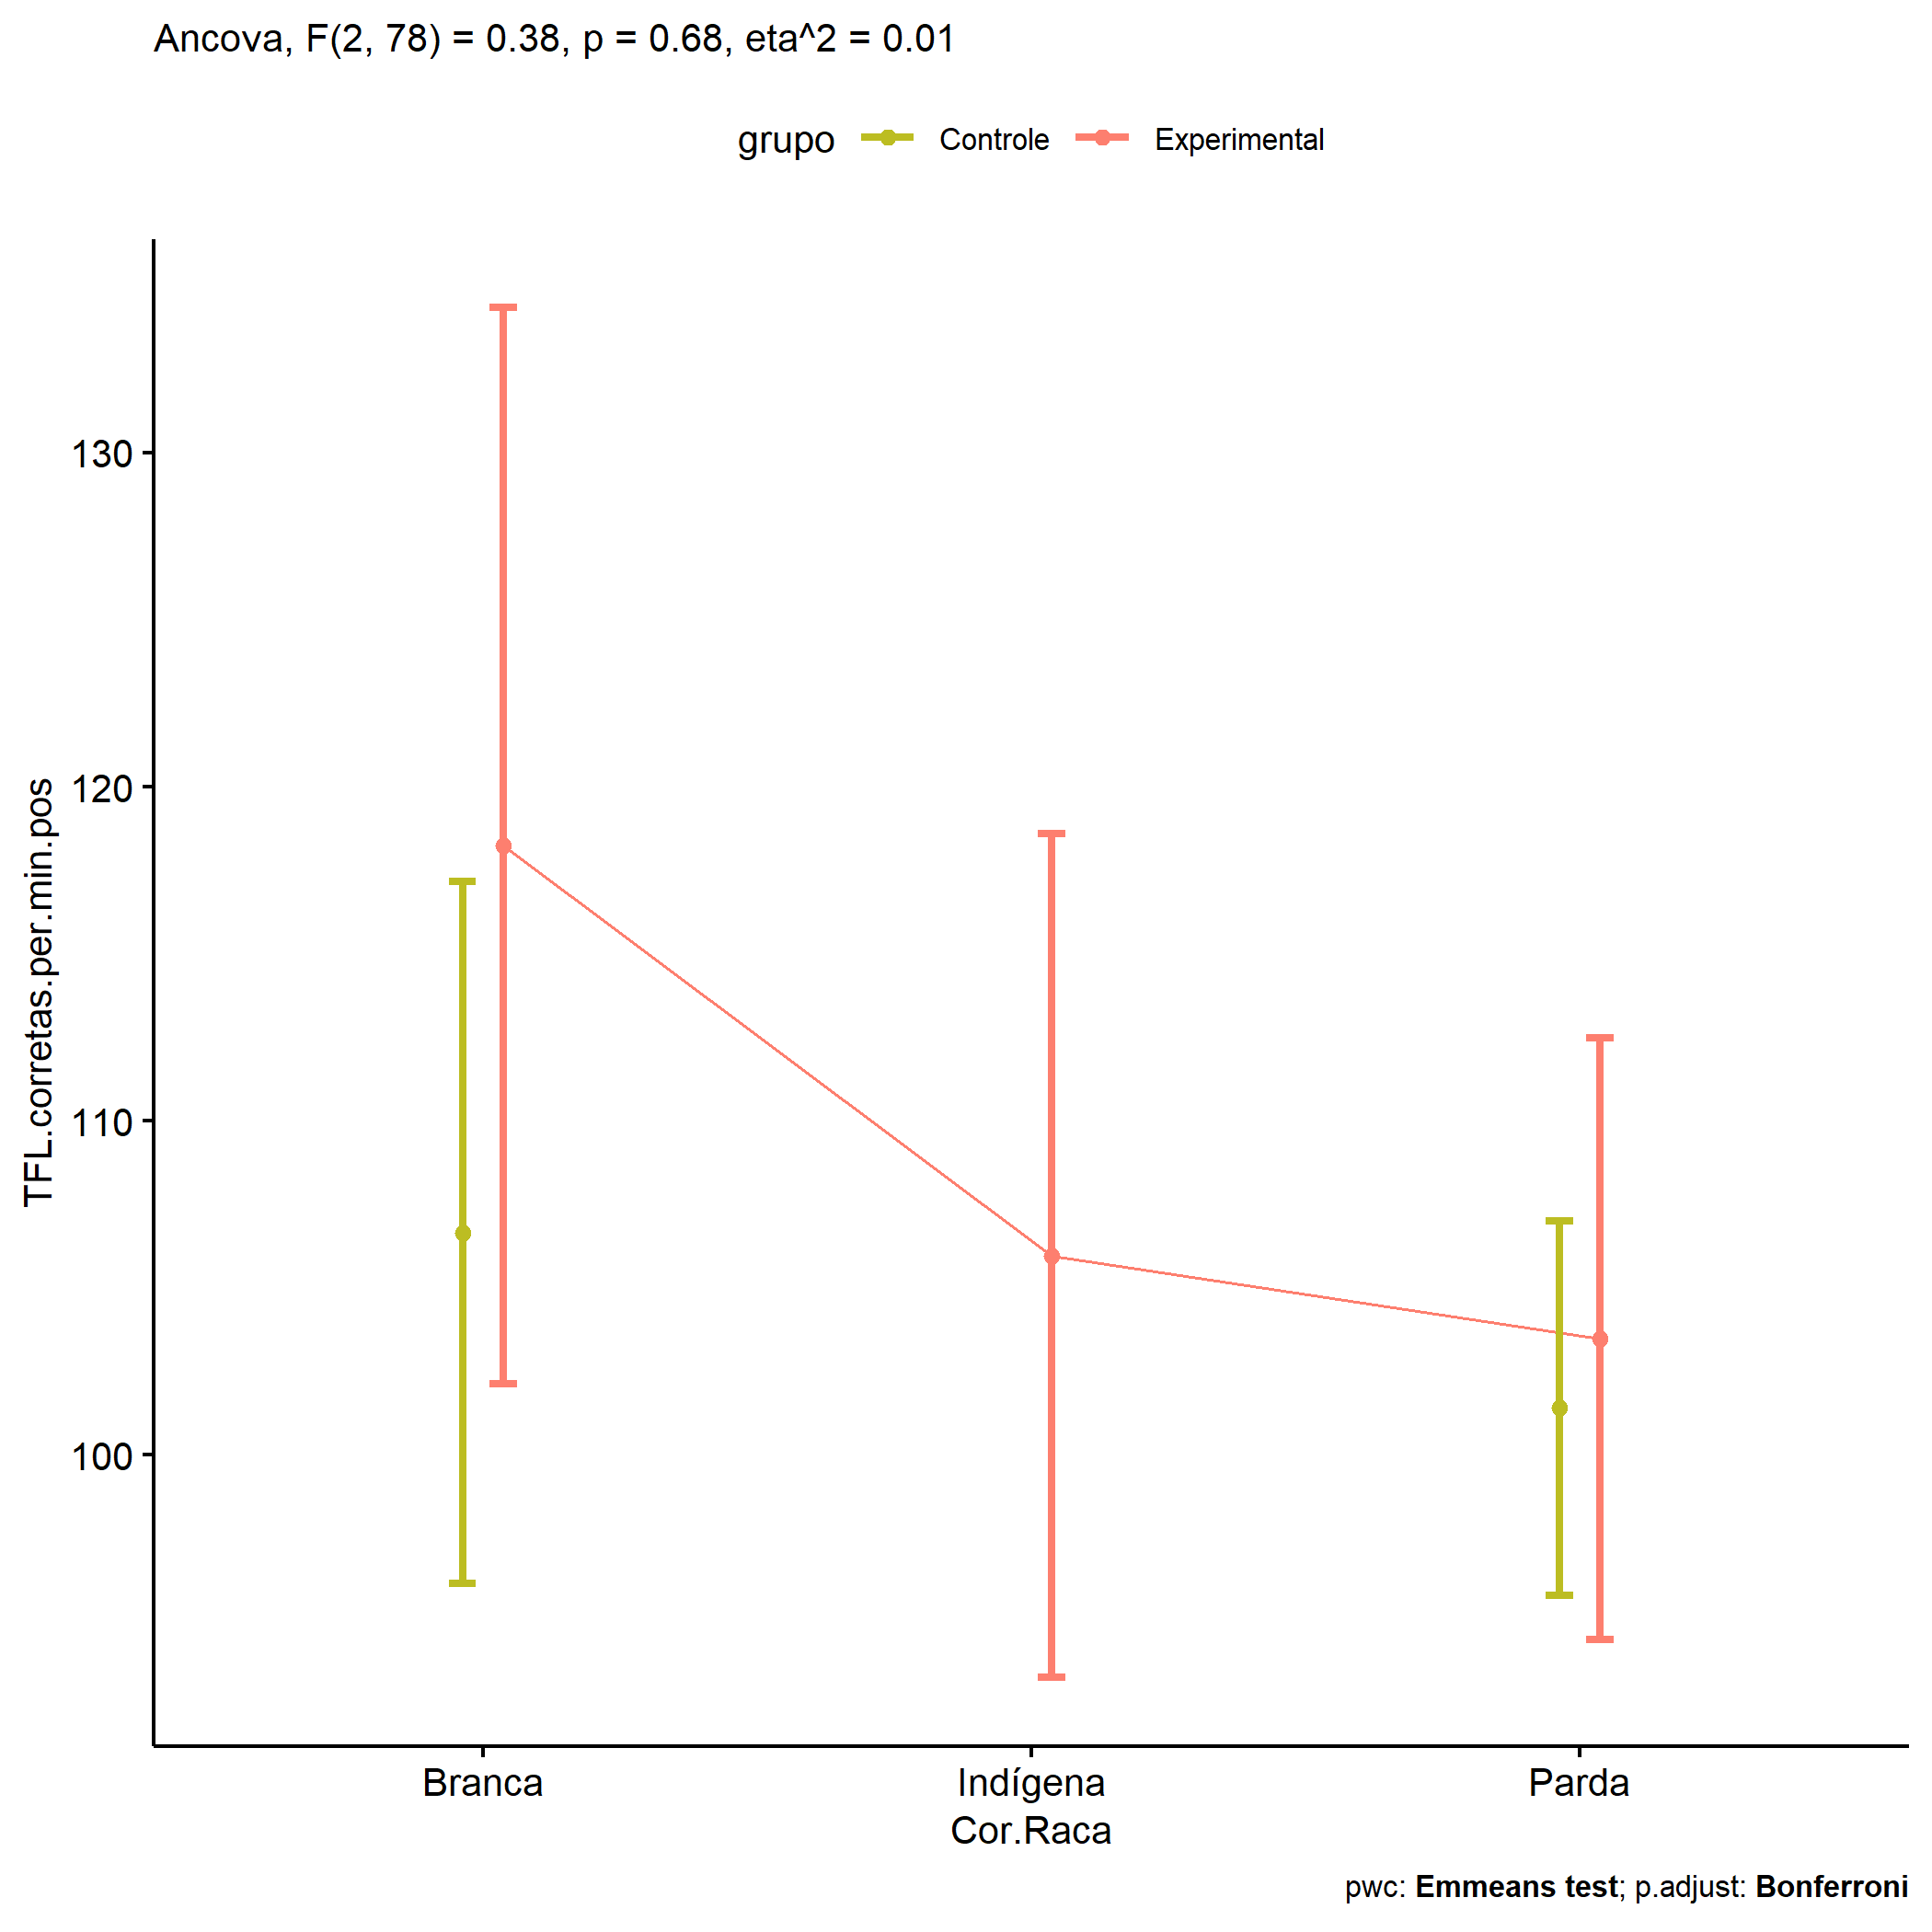 Ancova, F(2, 78) = 0.38, p = 0.68, eta^2 = 0.01
grupo Controle Experimental
TFL.corretas.per.min.pos
130
120
110
100
Branca Indígena Parda
Cor.Raca
pwc: Emmeans test; p.adjust: Bonferroni